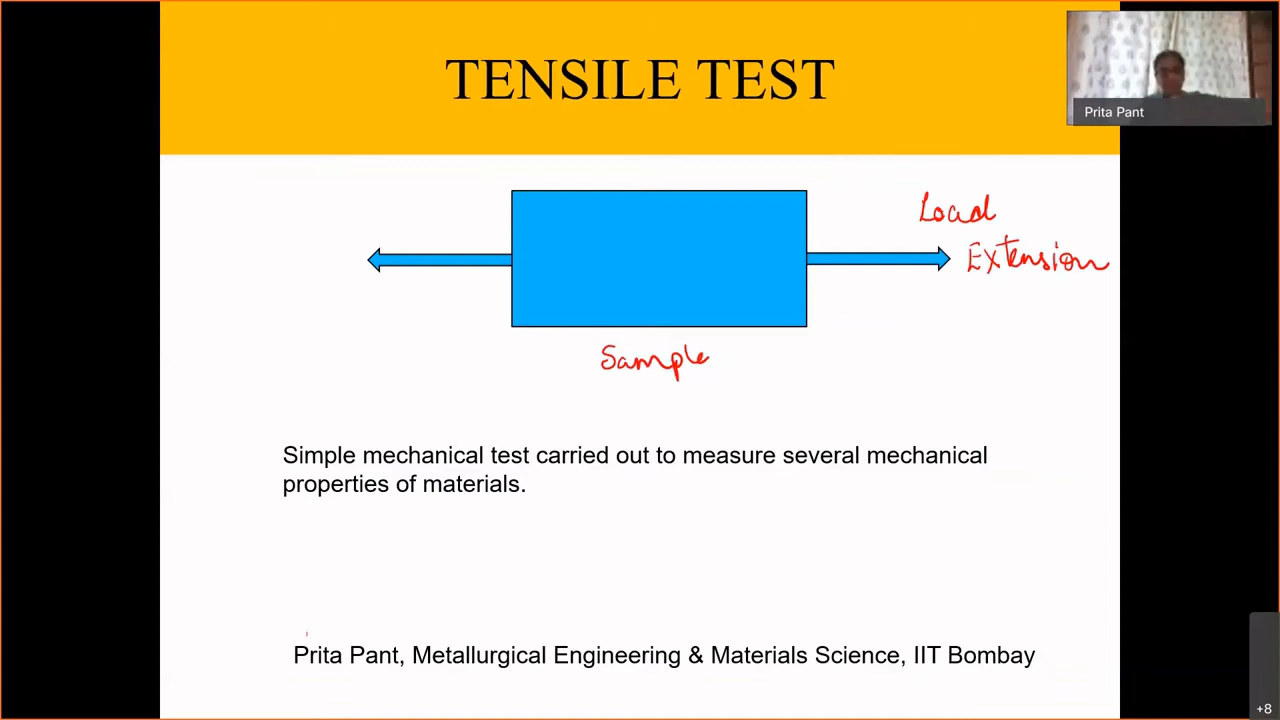 TENSILE TEST
Prita Pant
Load
Extension
Sample
Simple mechanical test carried out to measure several mechanical
properties of materials.
Prita Pant, Metallurgical Engineering & Materials Science, IIT Bombay
+8